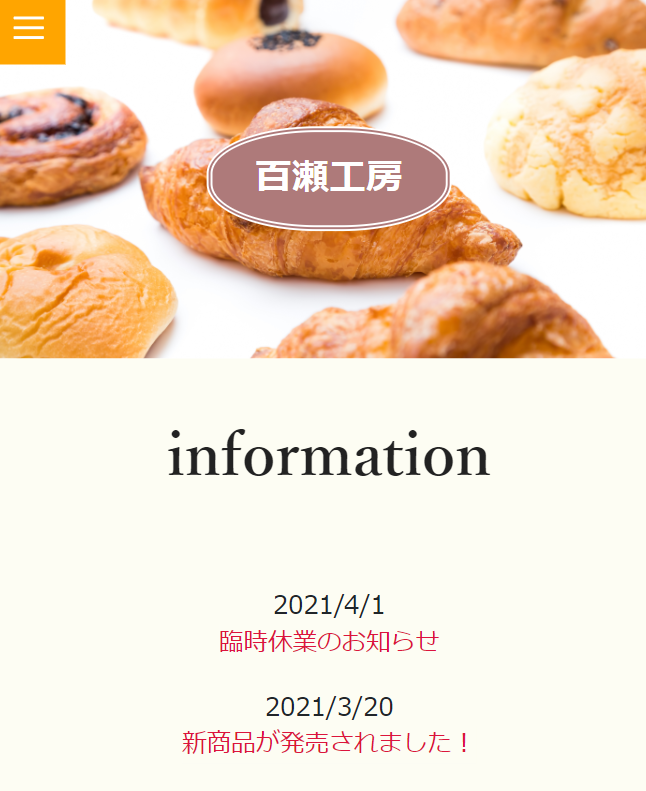 百瀬工房
information
2021/4/1
臨時休業のお知らせ
2021/3/20
新商品が発売されました！